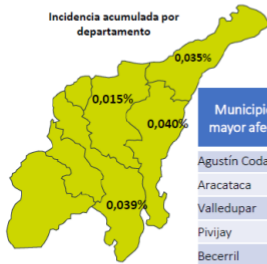 Incidencia acumulada por
departamento
0,035%
0,015%
0,040%
0,039%
Municipi
mayor afe
Agustín Coda
Aracataca
Valledupar
Pivijay
Becerril